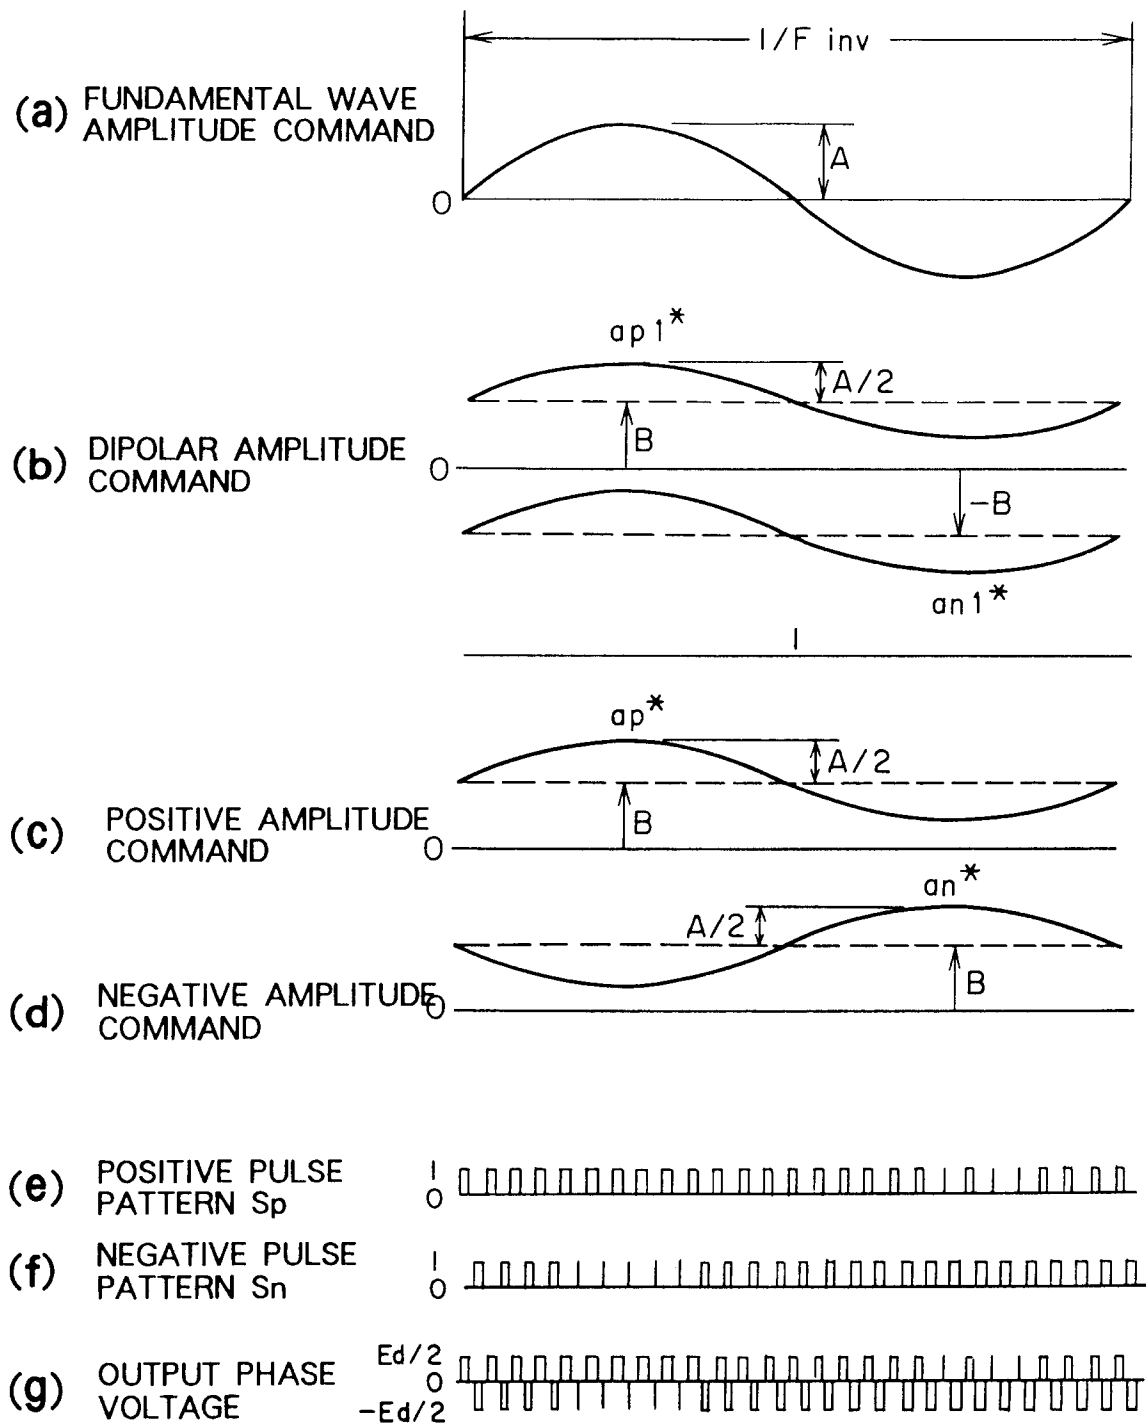 1/F inv
(a) FUNDAMENTAL WAVE
AMPLITUDE COMMAND
A
0
ap1*
A/2
B
(b) DIPOLAR AMPLITUDE
COMMAND
0
-B
an1*
1
ap*
A/2
B
(c) POSITIVE AMPLITUDE
COMMAND
0
an*
A/2
B
(d) NEGATIVE AMPLITUDE
COMMAND
0
(e) POSITIVE PULSE
PATTERN Sp
1
0
(f) NEGATIVE PULSE
PATTERN Sn
1
0
(g) OUTPUT PHASE
VOLTAGE
Ed/2
0
-Ed/2